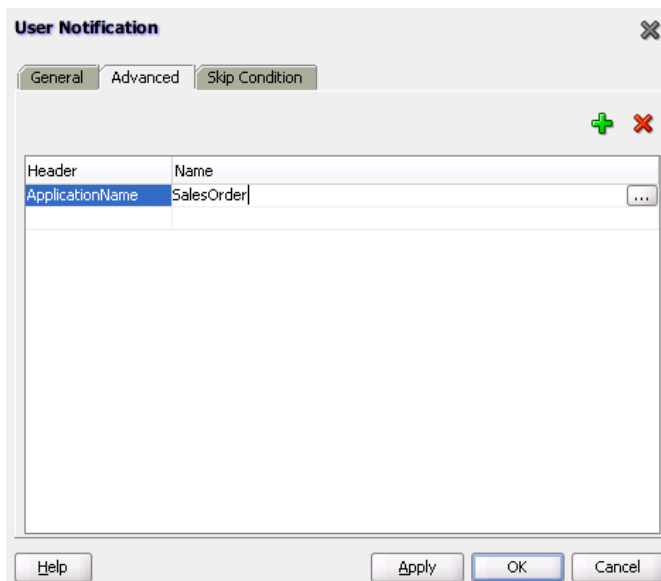 User Notification
General Advanced Skip Condition
Header Name
ApplicationName SalesOrder ...
Help Apply OK Cancel